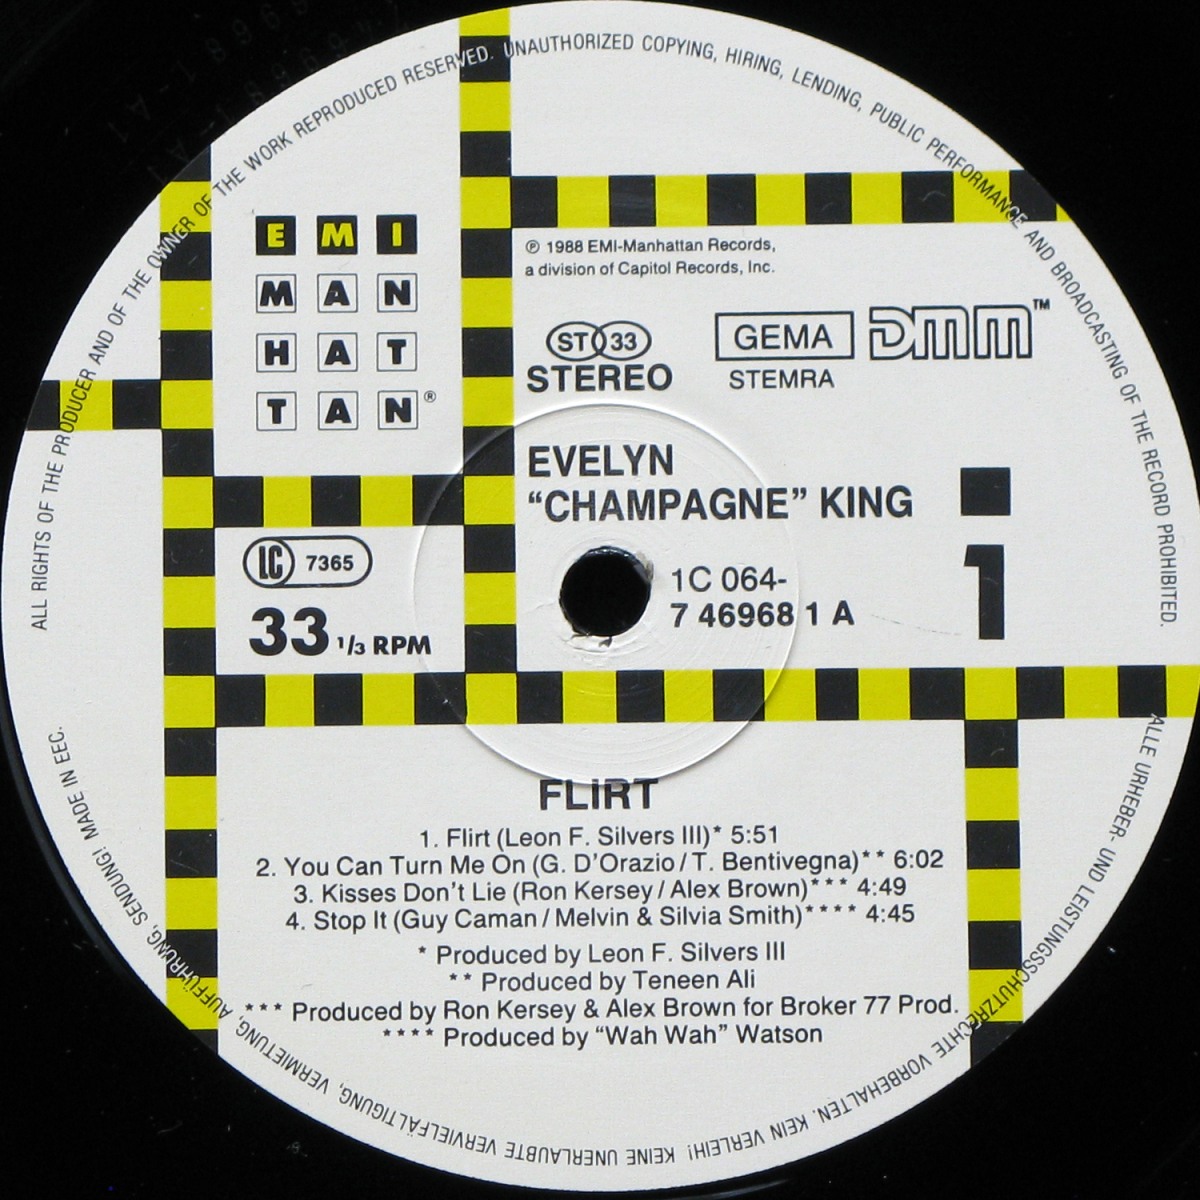 ALL RIGHTS OF THE PRODUCER AND OF THE OWNER OF THE WORK REPRODUCED RESERVED. UNAUTHORIZED COPYING, HIRING, LENDING, PUBLIC PERFORMANCE AND BROADCASTING OF THE RECORD PROHIBITED.
EMI
MAN
HAT
TAN®
℗ 1988 EMI-Manhattan Records,
a division of Capitol Records, Inc.
ST 33
STEREO
GEMA
STEMRA
DMM™
EVELYN
“CHAMPAGNE” KING
LC 7365
33 1/3 RPM
1C 064-
7 46968 1 A
1
FLIRT
1. Flirt (Leon F. Silvers III)* 5:51
2. You Can Turn Me On (G. D'Orazio / T. Bentivegna)** 6:02
3. Kisses Don't Lie (Ron Kersey / Alex Brown)*** 4:49
4. Stop It (Guy Caman / Melvin & Silvia Smith)**** 4:45
* Produced by Leon F. Silvers III
** Produced by Teneen Ali
*** Produced by Ron Kersey & Alex Brown for Broker 77 Prod.
**** Produced by “Wah Wah” Watson
ALLE URHEBER- UND LEISTUNGSSCHUTZRECHTE VORBEHALTEN. KEIN VERLEIH! KEINE UNERLAUBTE VERVIELFÄLTIGUNG, VERMIETUNG, AUFFÜHRUNG, SENDUNG! MADE IN EEC.